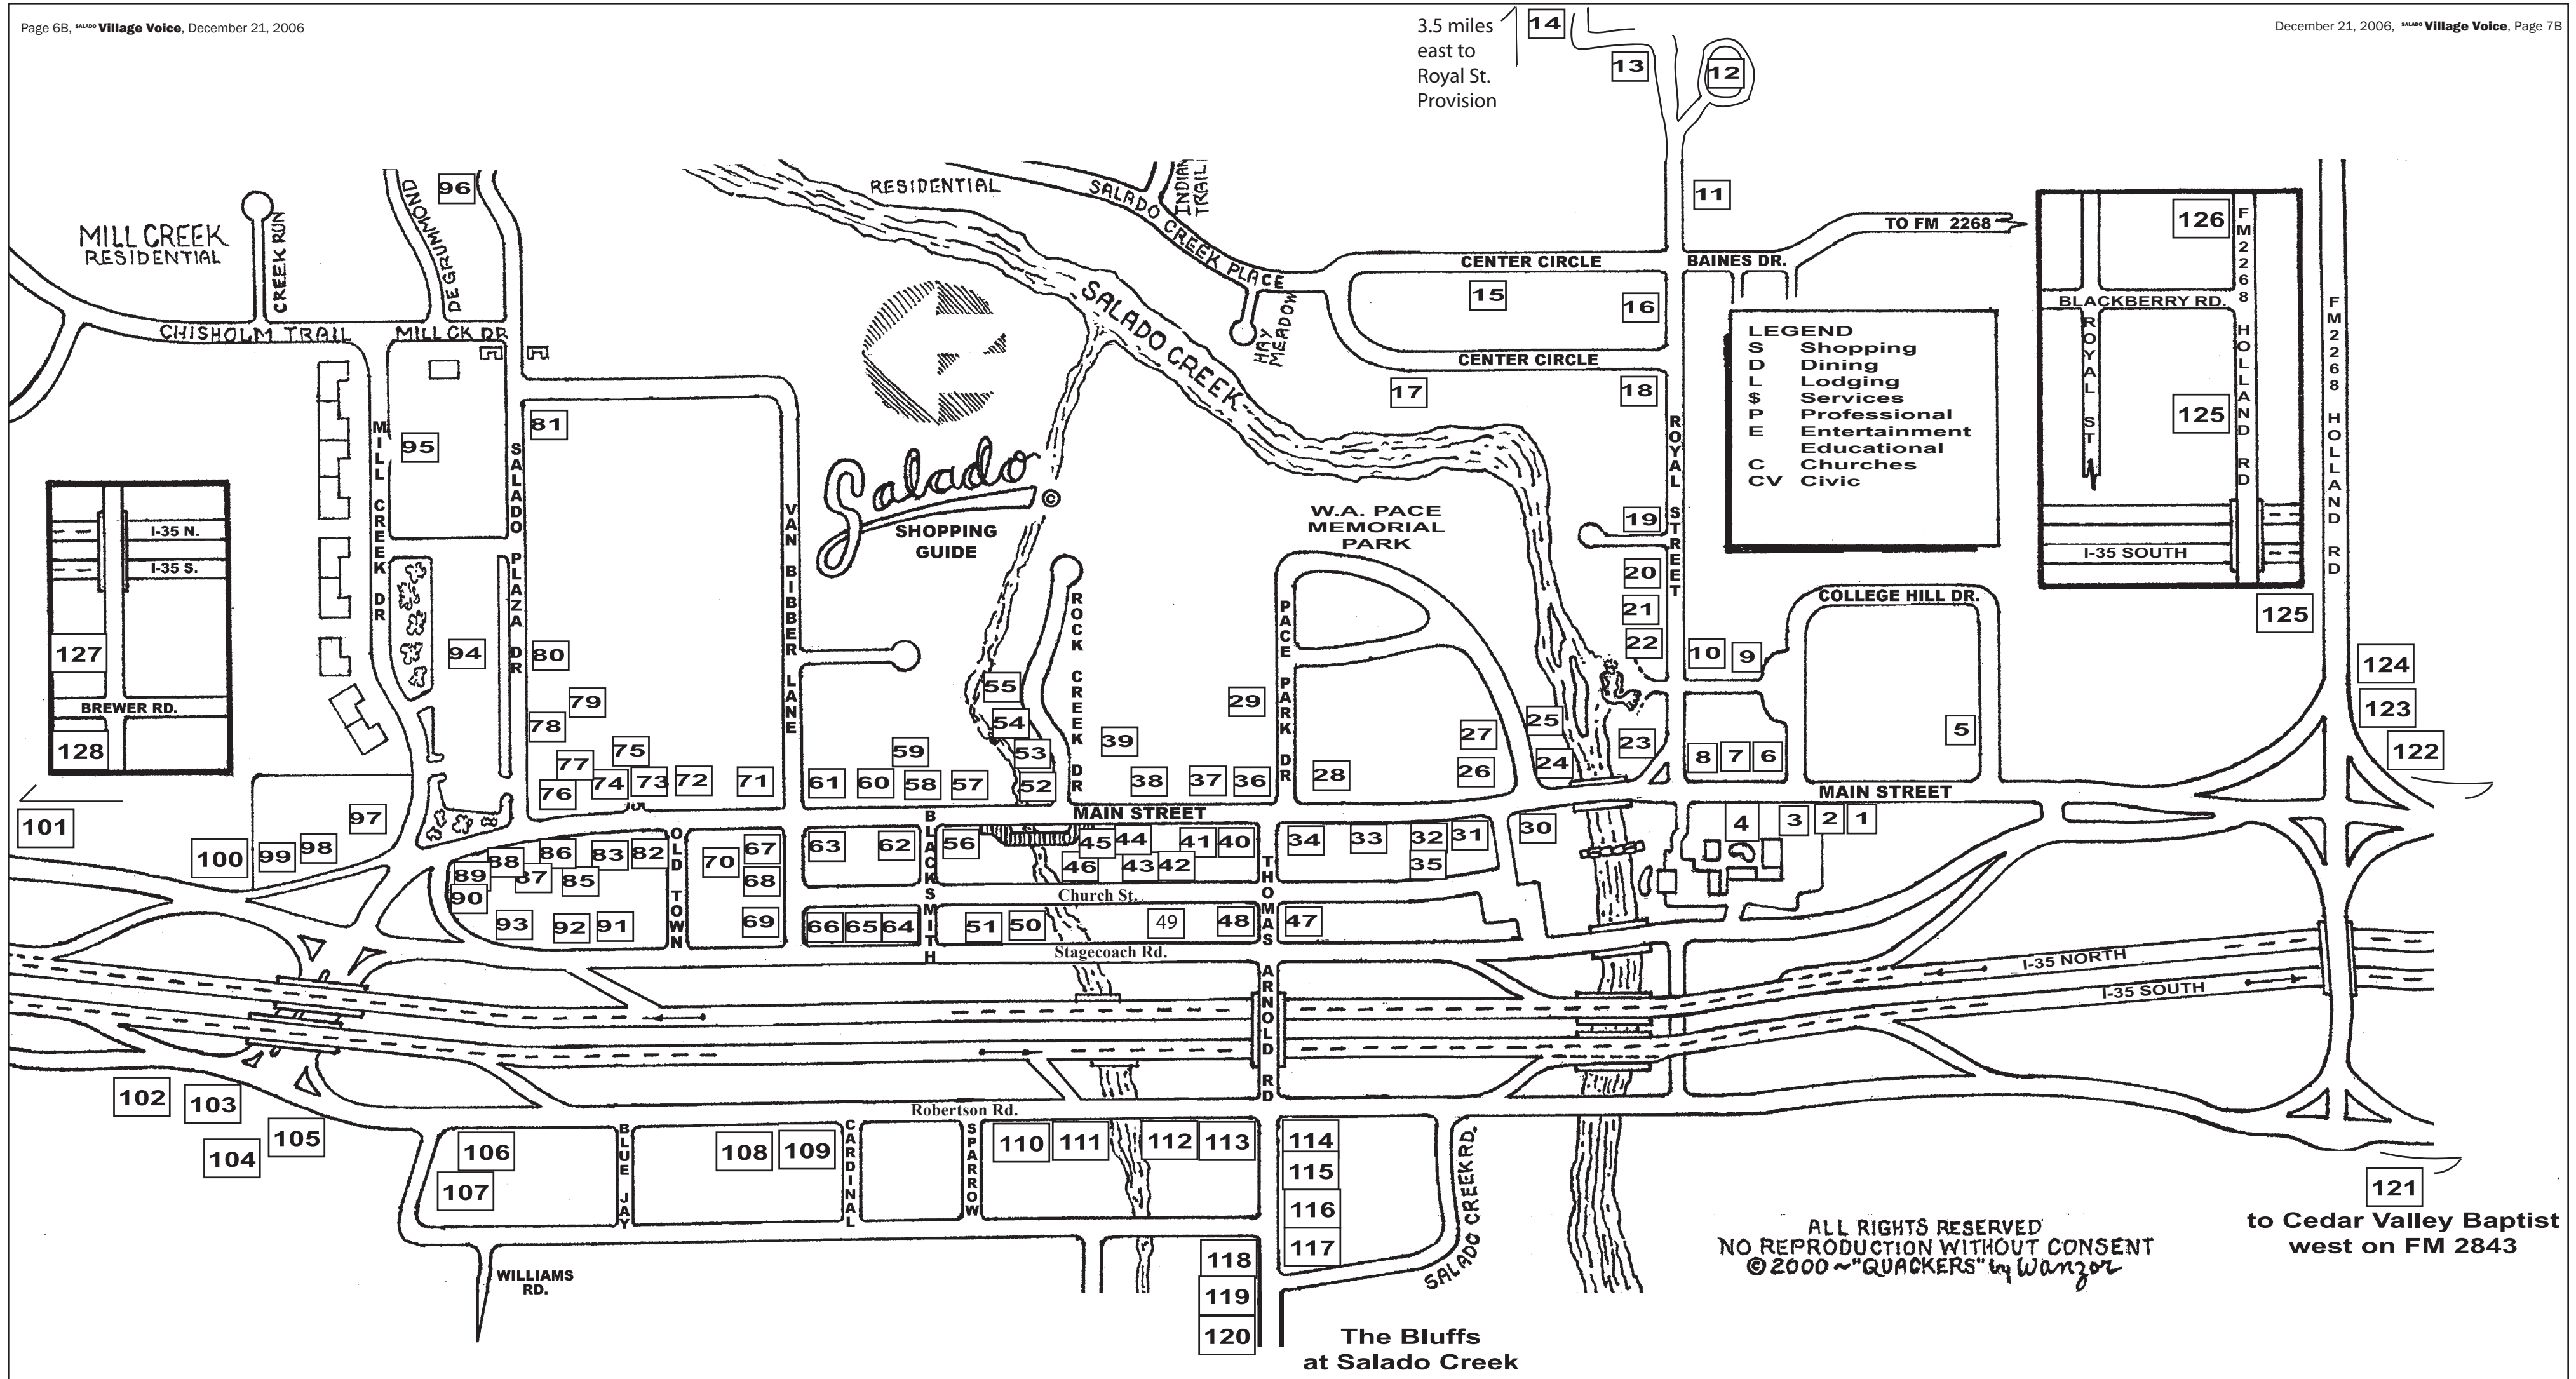 Page 6B, SALADO Village Voice, December 21, 2006
December 21, 2006, SALADO Village Voice, Page 7B
3.5 miles
east to
Royal St.
Provision
14
13
12
11
96
RESIDENTIAL
SALADO CREEK PLACE
INDIAN
TRAIL
MILL CREEK
RESIDENTIAL
CREEK RUN
DEGRUMMOND
TO FM 2268
CENTER CIRCLE
BAINES DR.
15
16
HAY
MEADOW
SALADO CREEK
CHISHOLM TRAIL
MILL CK DR
CENTER CIRCLE
17
18
LEGEND
S Shopping
D Dining
L Lodging
$ Services
P Professional
E Entertainment
Educational
C Churches
CV Civic
126
FM 2268 HOLLAND RD
BLACKBERRY RD.
ROYAL ST
125
I-35 SOUTH
FM 2268 HOLLAND RD
81
95
MILL CREEK DR
SALADO PLAZA DR
VAN BIBBER LANE
Salado ©
SHOPPING
GUIDE
W.A. PACE
MEMORIAL
PARK
ROYAL STREET
19
20
21
22
I-35 N.
I-35 S.
127
BREWER RD.
128
ROCK CREEK DR
PACE PARK DR
COLLEGE HILL DR.
125
94
80
79
78
77
75
76
74
73
72
71
61
60
59
58
57
55
54
53
52
39
38
37
36
29
28
27
26
25
24
23
10
9
8
7
6
5
124
123
122
MAIN STREET
MAIN STREET
101
100
99
98
97
88
86
83
82
89
87
85
90
93
92
91
OLD TOWN
70
67
68
69
63
62
BLACKSMITH
56
45
44
41
40
46
43
42
THOMAS ARNOLD RD
34
33
32
31
35
30
4
3
2
1
Church St.
66
65
64
51
50
49
48
47
Stagecoach Rd.
I-35 NORTH
I-35 SOUTH
102
103
104
105
Robertson Rd.
106
107
BLUE JAY
108
109
CARDINAL
SPARROW
110
111
112
113
114
115
116
117
118
119
120
SALADO CREEK RD.
WILLIAMS
RD.
The Bluffs
at Salado Creek
ALL RIGHTS RESERVED
NO REPRODUCTION WITHOUT CONSENT
© 2000 ~ "QUACKERS" by Wanzor
121
to Cedar Valley Baptist
west on FM 2843